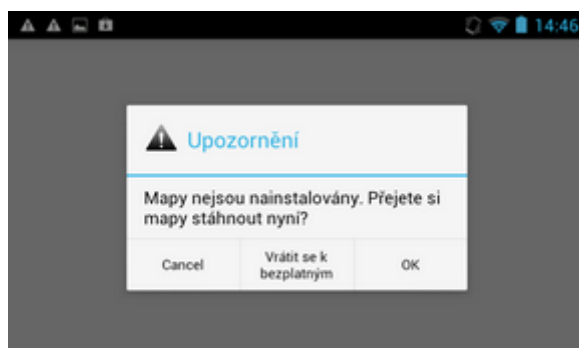 14:46
Upozornění
Mapy nejsou nainstalovány. Přejete si
mapy stáhnout nyní?
Cancel
Vrátit se k
bezplatným
OK